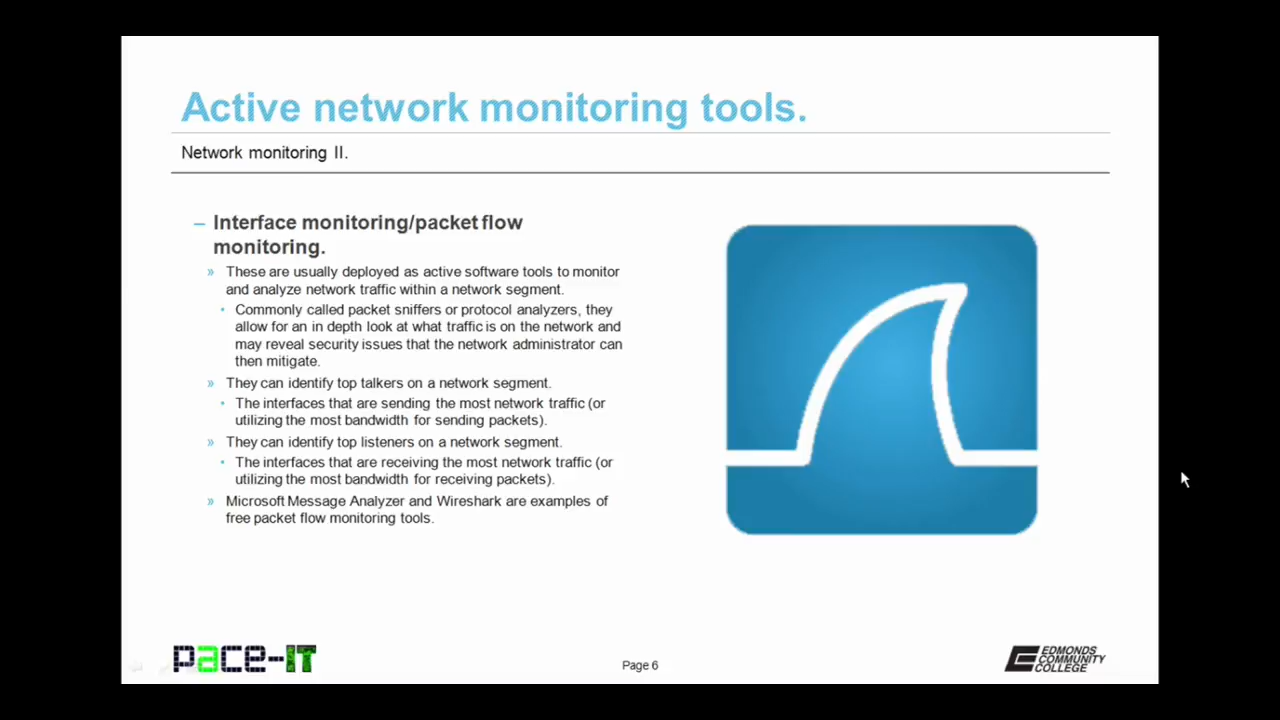 Active network monitoring tools.
Network monitoring II.
– Interface monitoring/packet flow
monitoring.
» These are usually deployed as active software tools to monitor
and analyze network traffic within a network segment.
• Commonly called packet sniffers or protocol analyzers, they
allow for an in depth look at what traffic is on the network and
may reveal security issues that the network administrator can
then mitigate.
» They can identify top talkers on a network segment.
• The interfaces that are sending the most network traffic (or
utilizing the most bandwidth for sending packets).
» They can identify top listeners on a network segment.
• The interfaces that are receiving the most network traffic (or
utilizing the most bandwidth for receiving packets).
» Microsoft Message Analyzer and Wireshark are examples of
free packet flow monitoring tools.
pace-IT
Page 6
EDMONDS
COMMUNITY
COLLEGE